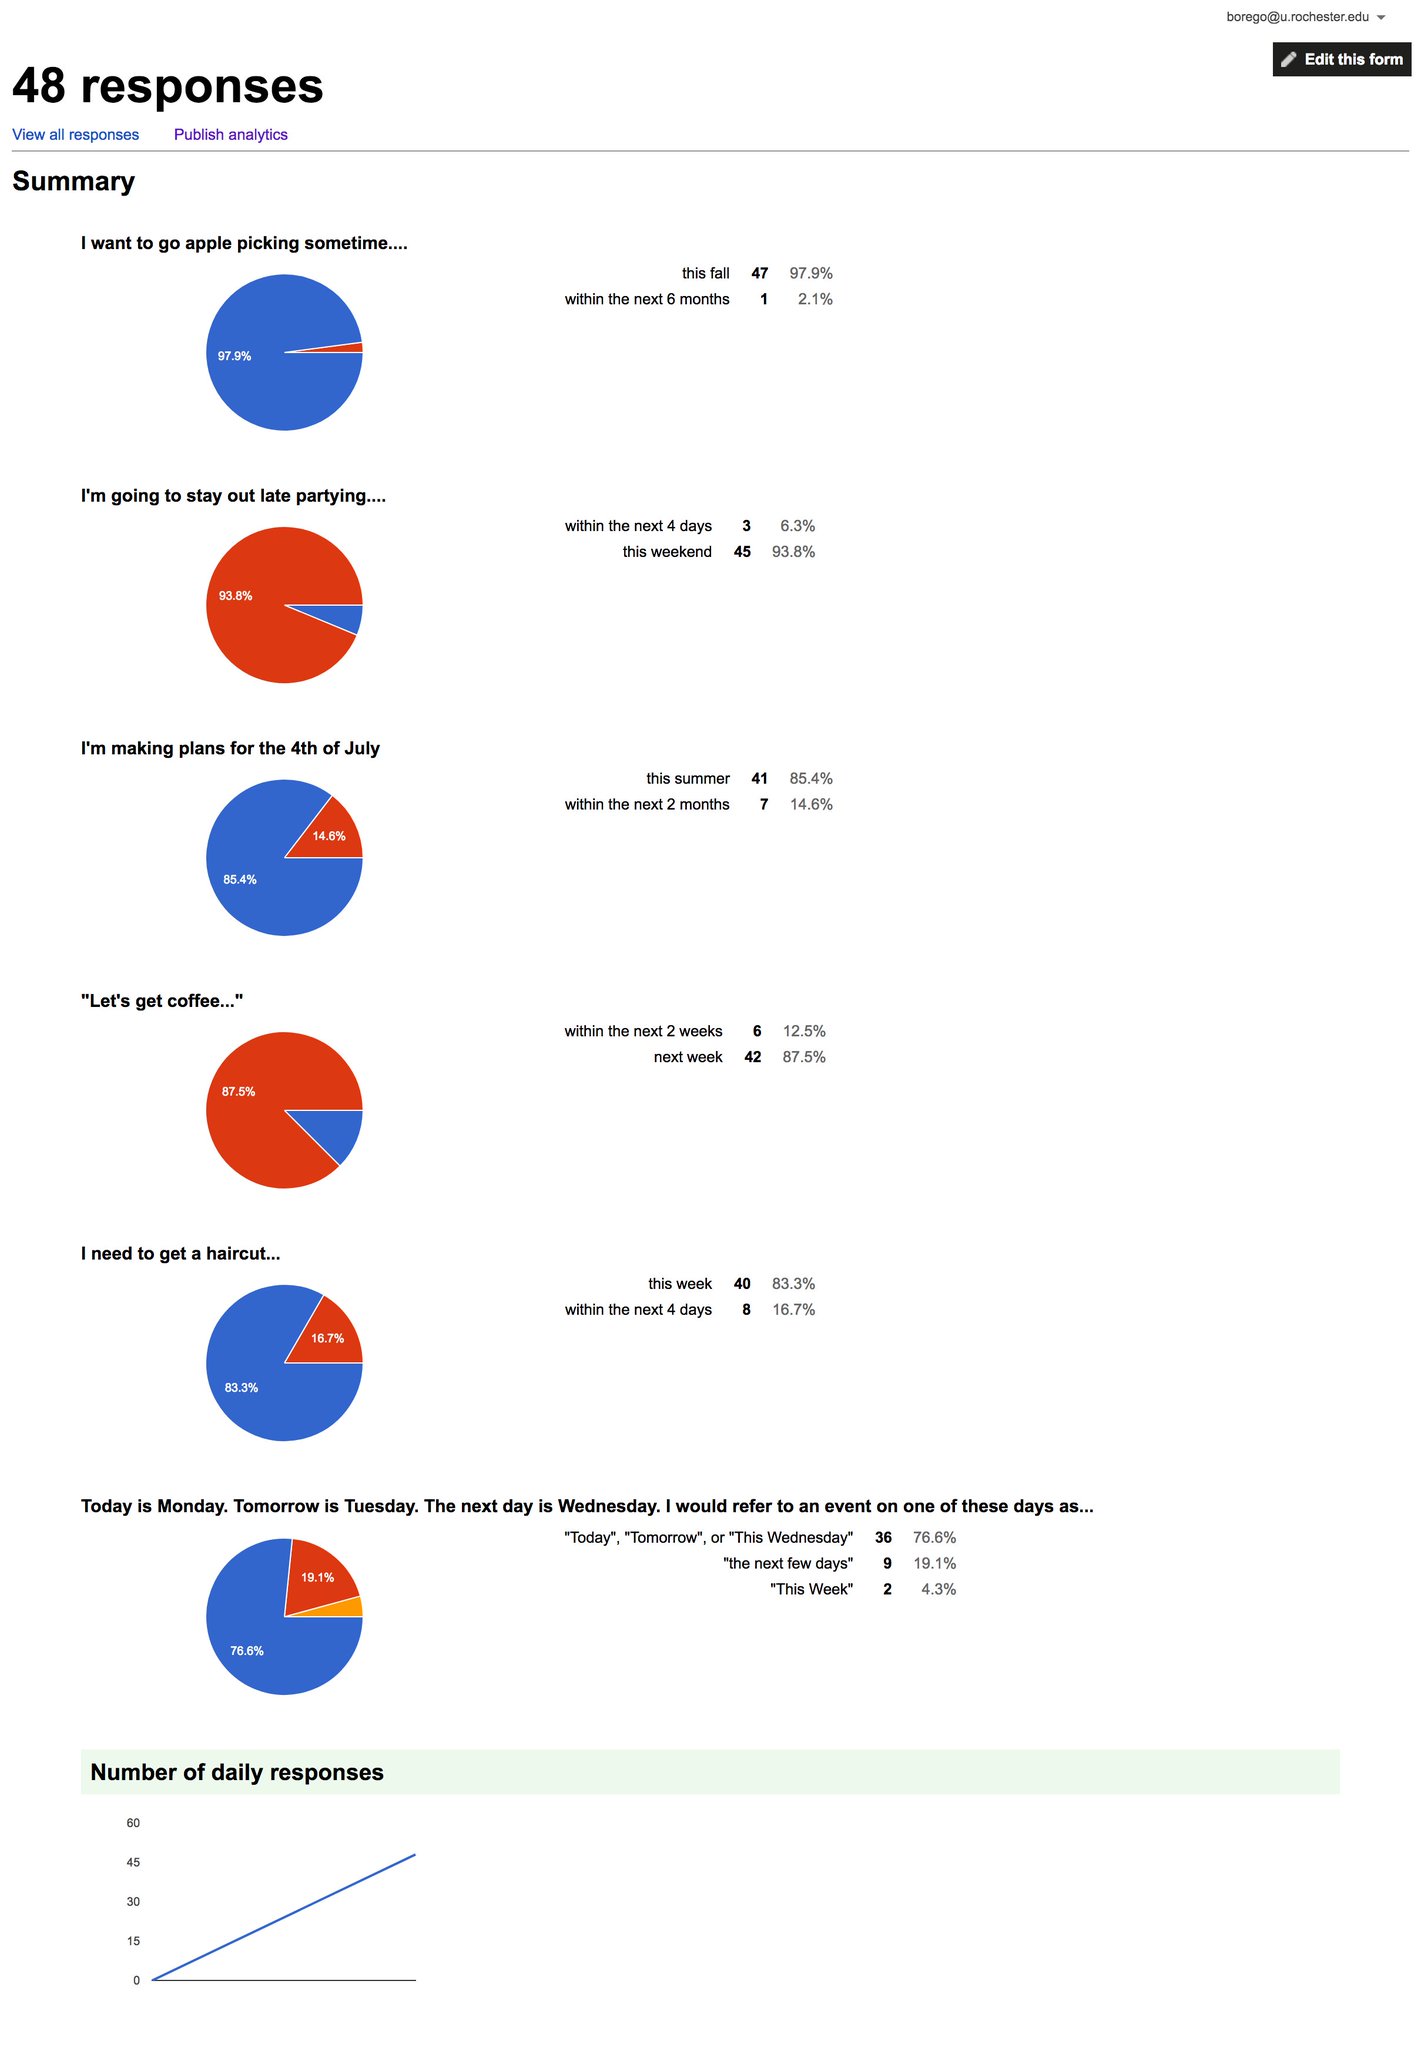 borego@u.rochester.edu
Edit this form
48 responses
View all responses Publish analytics
Summary
I want to go apple picking sometime....
this fall 47 97.9%
within the next 6 months 1 2.1%
97.9%
I'm going to stay out late partying....
within the next 4 days 3 6.3%
this weekend 45 93.8%
93.8%
I'm making plans for the 4th of July
this summer 41 85.4%
within the next 2 months 7 14.6%
14.6%
85.4%
"Let's get coffee..."
within the next 2 weeks 6 12.5%
next week 42 87.5%
87.5%
I need to get a haircut...
this week 40 83.3%
within the next 4 days 8 16.7%
16.7%
83.3%
Today is Monday. Tomorrow is Tuesday. The next day is Wednesday. I would refer to an event on one of these days as...
"Today", "Tomorrow", or "This Wednesday" 36 76.6%
"the next few days" 9 19.1%
"This Week" 2 4.3%
19.1%
76.6%
Number of daily responses
60
45
30
15
0